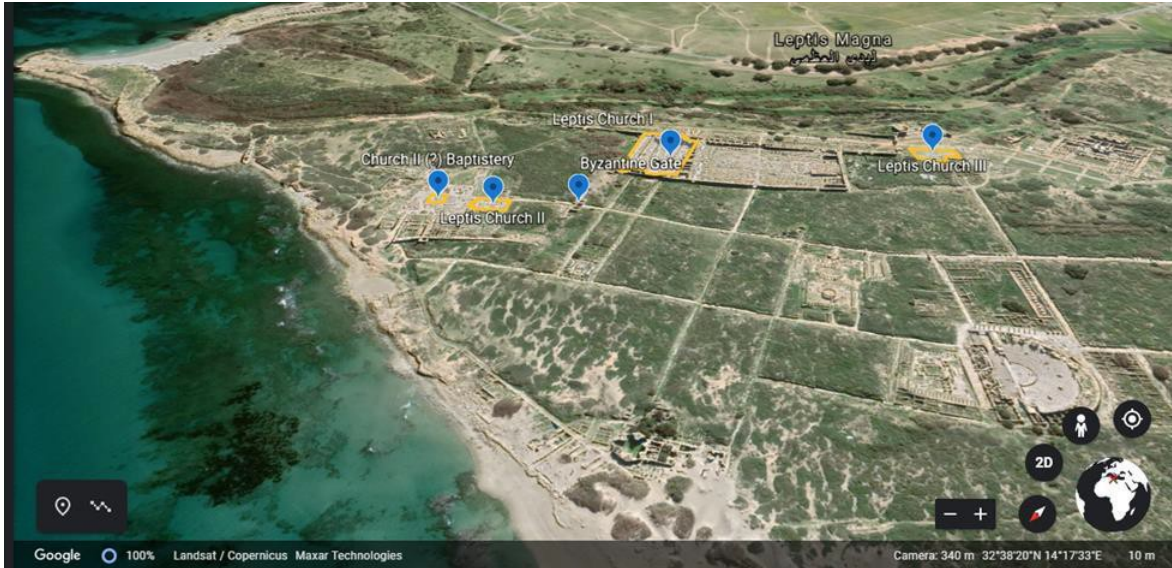 Leptis Magna
لبدة العظمى
Leptis Church I
Church II (?) Baptistery
Byzantine Gate
Leptis Church III
Leptis Church II
2D
Google
100%
Landsat / Copernicus Maxar Technologies
Camera: 340 m 32°38'20"N 14°17'33"E
10 m